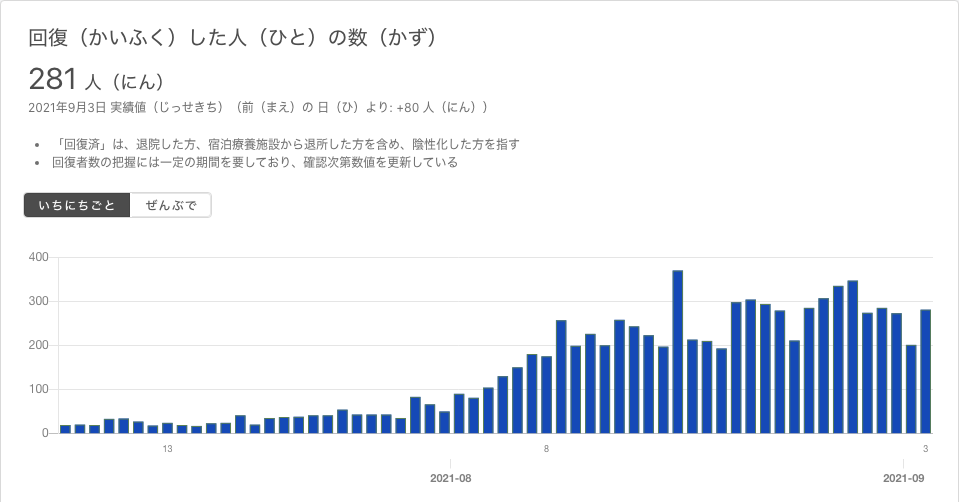 回復（かいふく）した人（ひと）の数（かず）
281 人（にん）
2021年9月3日 実績値（じっせきち）（前（まえ）の 日（ひ）より: +80 人（にん））
• 「回復済」は、退院した方、宿泊療養施設から退所した方を含め、陰性化した方を指す
• 回復者数の把握には一定の期間を要しており、確認次第数値を更新している
いちにちごと ぜんぶで
400
300
200
100
0
13 8 3
2021-08 2021-09